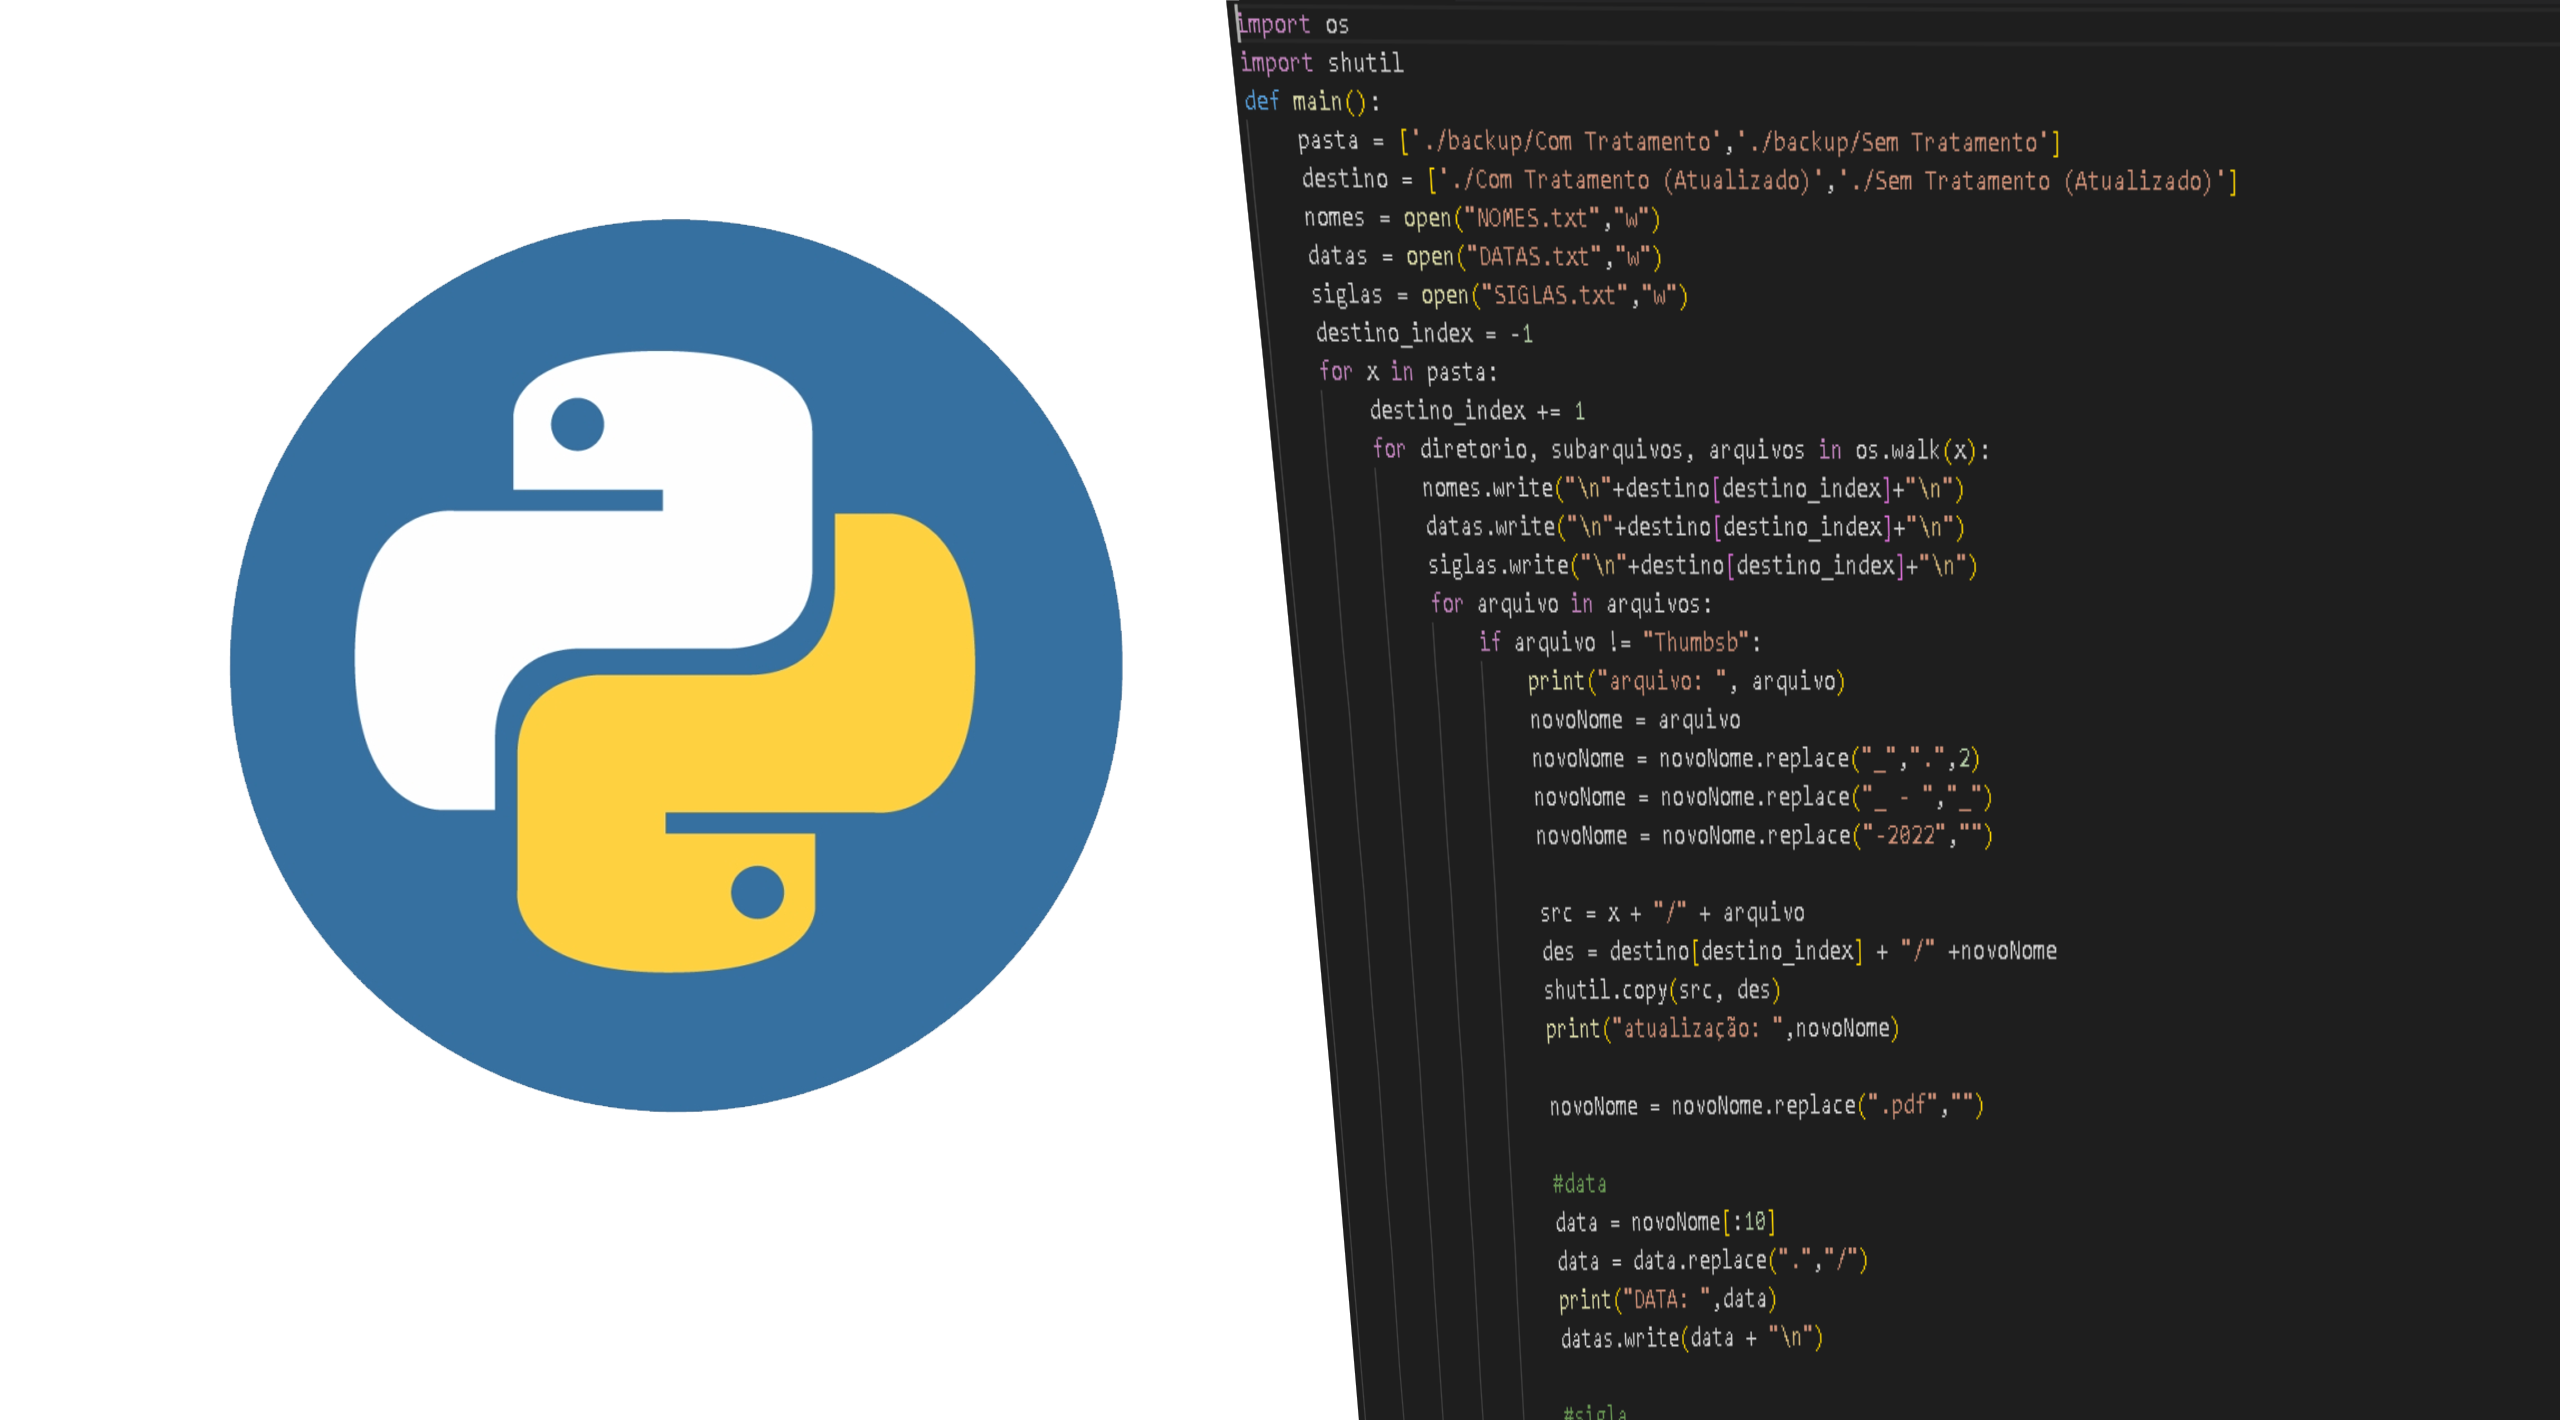 import os
import shutil
def main():
pasta = ['./backup/Com Tratamento','./backup/Sem Tratamento']
destino = ['./Com Tratamento (Atualizado)','./Sem Tratamento (Atualizado)']
nomes = open("NOMES.txt","w")
datas = open("DATAS.txt","w")
siglas = open("SIGLAS.txt","w")
destino_index = -1
for x in pasta:
destino_index += 1
for diretorio, subarquivos, arquivos in os.walk(x):
nomes.write("\n"+destino[destino_index]+"\n")
datas.write("\n"+destino[destino_index]+"\n")
siglas.write("\n"+destino[destino_index]+"\n")
for arquivo in arquivos:
if arquivo != "Thumbsb":
print("arquivo: ", arquivo)
novoNome = arquivo
novoNome = novoNome.replace("_",".",2)
novoNome = novoNome.replace("_ - ","_")
novoNome = novoNome.replace("-2022","")
src = x + "/" + arquivo
des = destino[destino_index] + "/" +novoNome
shutil.copy(src, des)
print("atualização: ",novoNome)
novoNome = novoNome.replace(".pdf","")
#data
data = novoNome[:10]
data = data.replace(".","/")
print("DATA: ",data)
datas.write(data + "\n")
#sigla